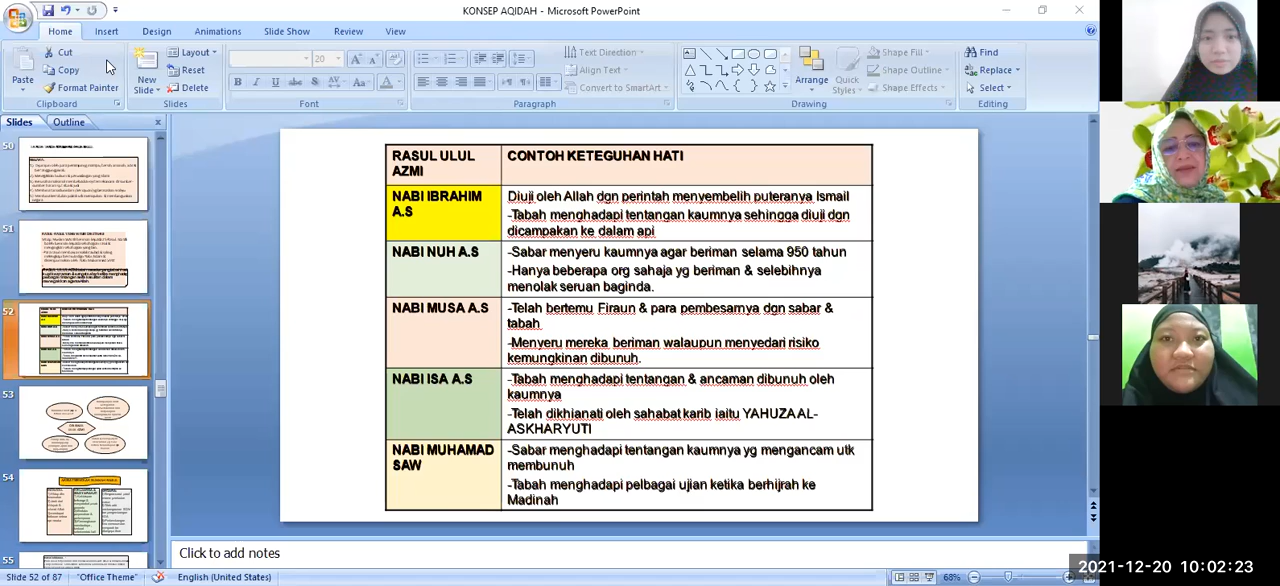 KONSEP AQIDAH - Microsoft PowerPoint
Home Insert Design Animations Slide Show Review View
Paste
Cut
Copy
Format Painter
Clipboard
New Slide
Layout
Reset
Delete
Slides
20
Font
Text Direction
Align Text
Convert to SmartArt
Paragraph
Arrange
Quick Styles
Shape Fill
Shape Outline
Shape Effects
Drawing
Find
Replace
Select
Editing
Slides Outline
50
51
52
53
54
55
RASUL ULUL
AZMI
CONTOH KETEGUHAN HATI
NABI IBRAHIM
A.S
Diuji oleh Allah dgn perintah menyembelih puteranya Ismail
-Tabah menghadapi tentangan kaumnya sehingga diuji dgn
dicampakan ke dalam api
NABI NUH A.S
-Sabar menyeru kaumnya agar beriman selama 950 tahun
-Hanya beberapa org sahaja yg beriman & selebihnya
menolak seruan baginda.
NABI MUSA A.S
-Telah bertemu Firaun & para pembesarnya dgn sabar &
tabah
-Menyeru mereka beriman walaupun menyedari risiko
kemungkinan dibunuh.
NABI ISA A.S
-Tabah menghadapi tentangan & ancaman dibunuh oleh
kaumnya
-Telah dikhianati oleh sahabat karib iaitu YAHUZA AL-
ASKHARYUTI
NABI MUHAMAD
SAW
-Sabar menghadapi tentangan kaumnya yg mengancam utk
membunuh
-Tabah menghadapi pelbagai ujian ketika berhijrah ke
Madinah
Click to add notes
Slide 52 of 87 "Office Theme" English (United States) 68%
2021-12-20 10:02:23